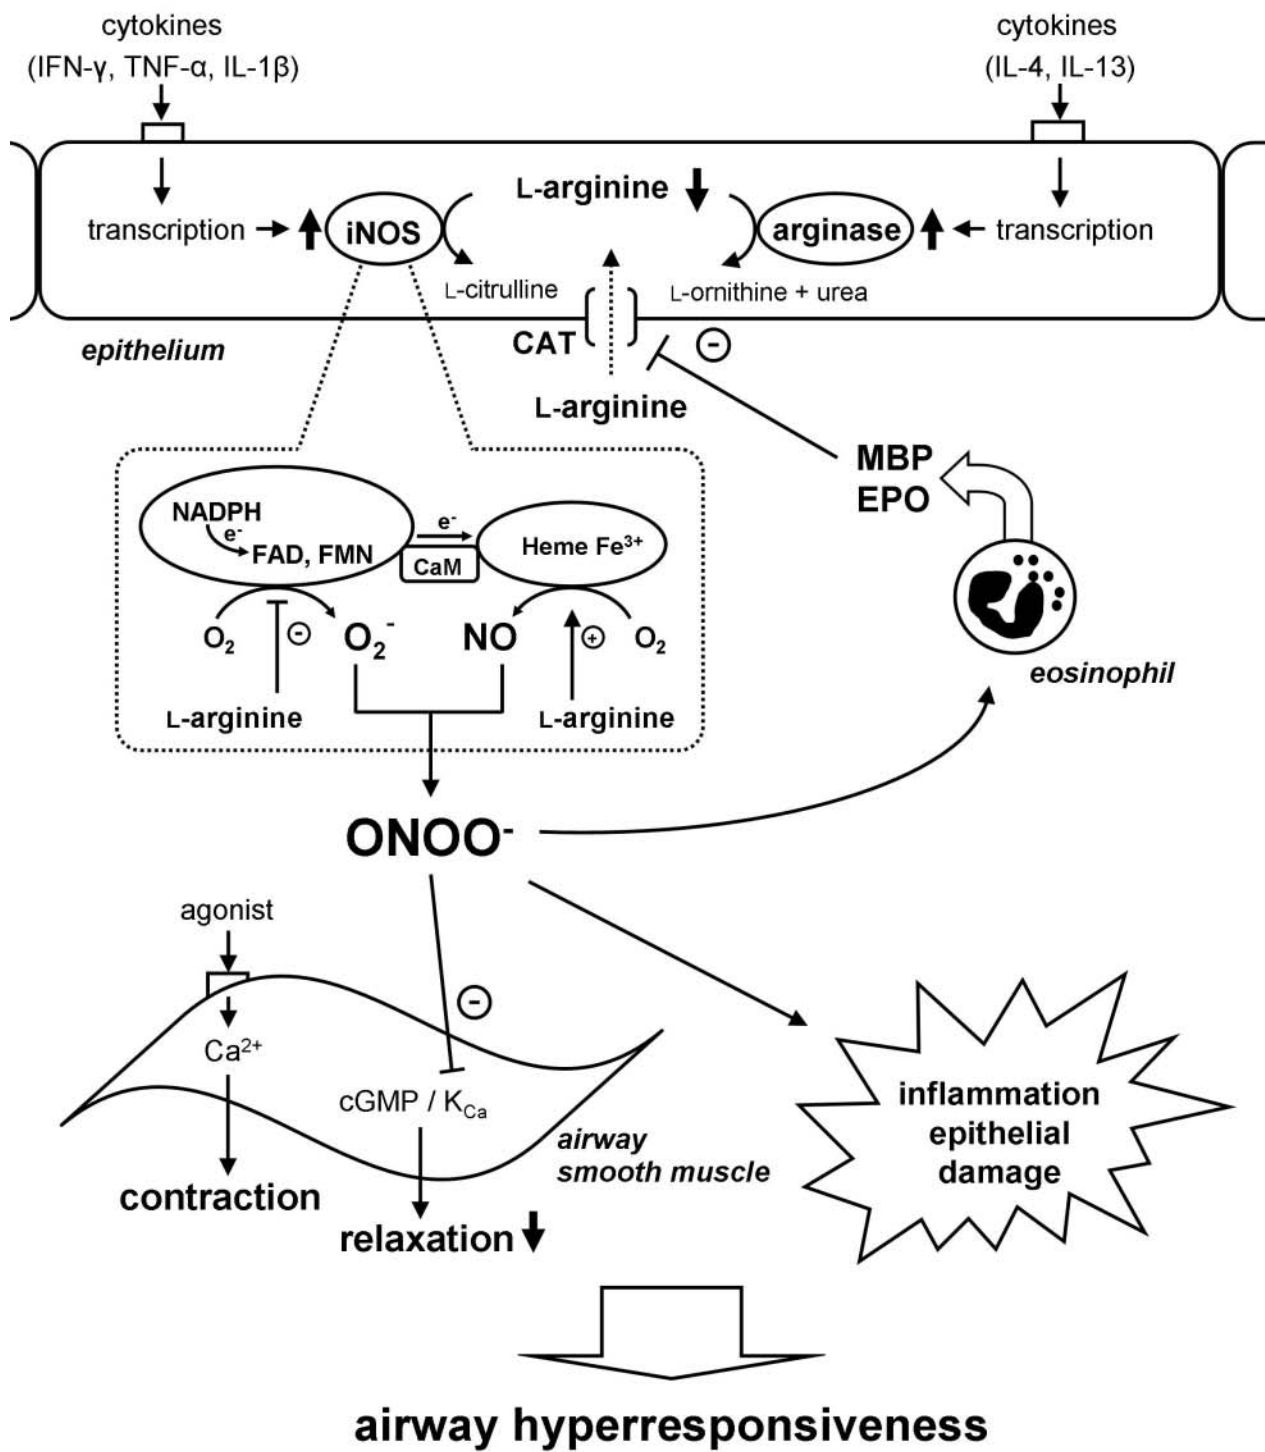 cytokines
(IFN-γ, TNF-α, IL-1β)
cytokines
(IL-4, IL-13)
L-arginine
transcription
iNOS
arginase
transcription
L-citrulline
L-ornithine + urea
epithelium
CAT
-
L-arginine
MBP
EPO
NADPH
e-
FAD, FMN
e-
CaM
Heme Fe3+
O2
-
O2-
NO
+
O2
L-arginine
L-arginine
eosinophil
ONOO-
agonist
-
Ca2+
cGMP / KCa
airway
smooth muscle
contraction
relaxation
inflammation
epithelial
damage
airway hyperresponsiveness